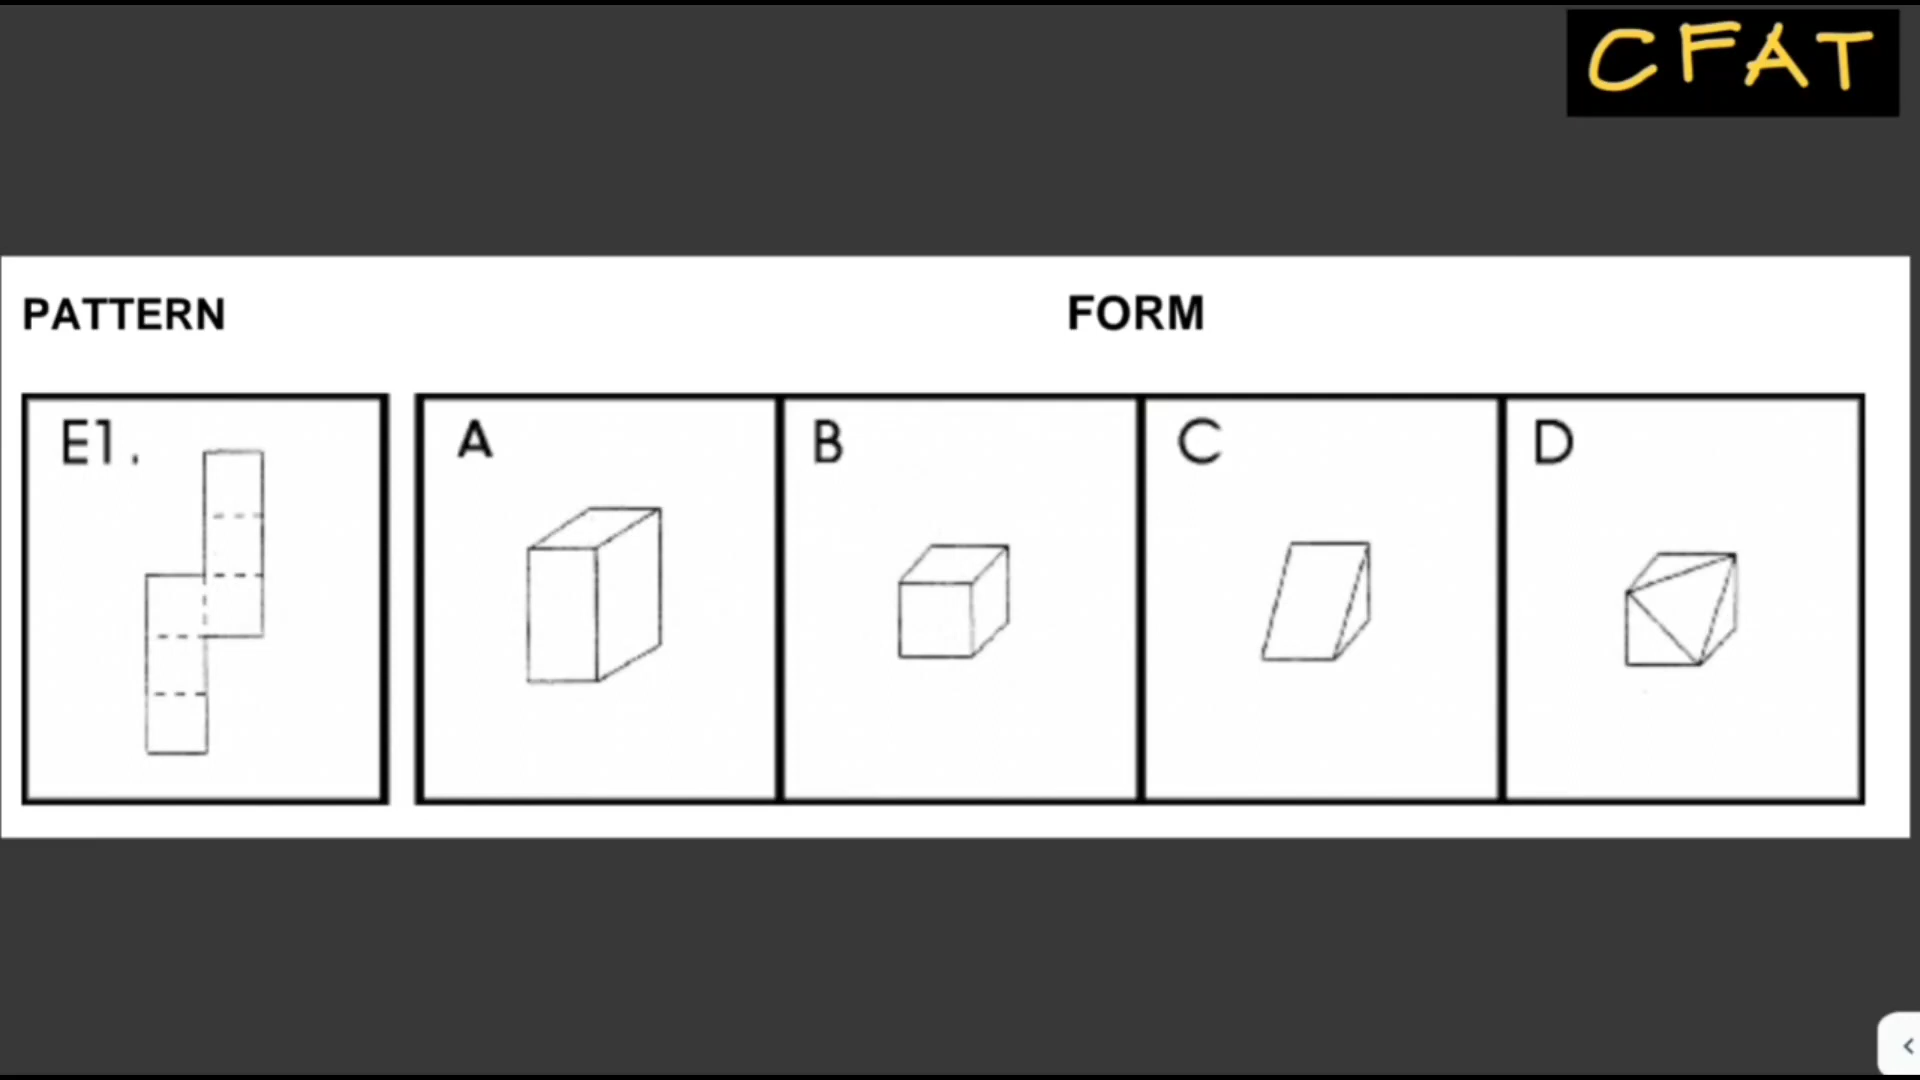 CFAT
PATTERN
FORM
E1.
A
B
C
D